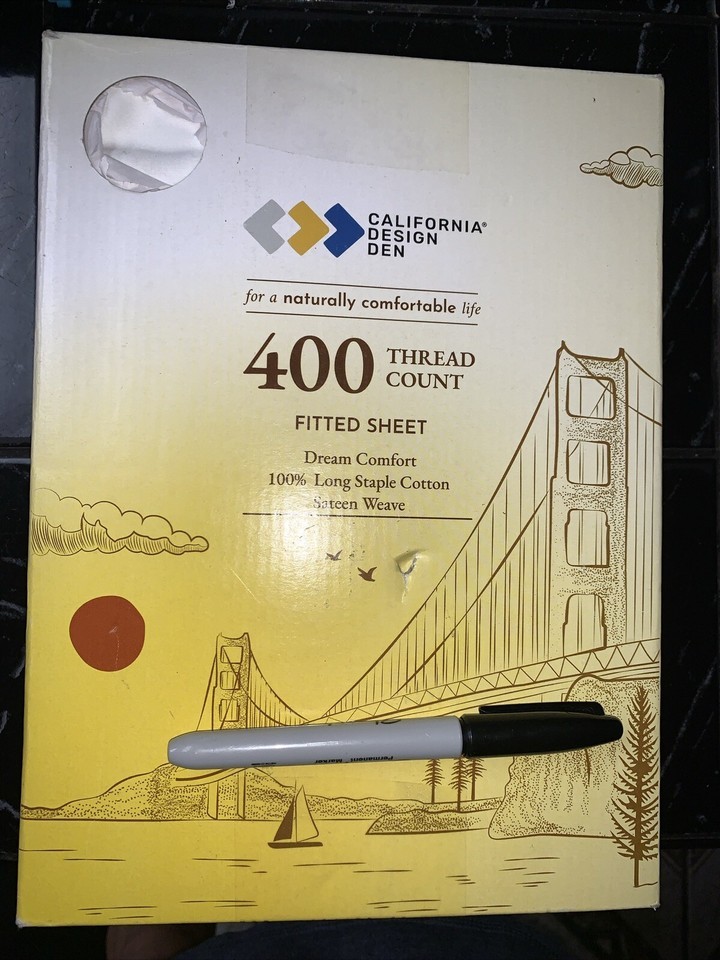 CALIFORNIA®
DESIGN
DEN
for a naturally comfortable life
400 THREAD
COUNT
FITTED SHEET
Dream Comfort
100% Long Staple Cotton
Sateen Weave
Permanent Marker